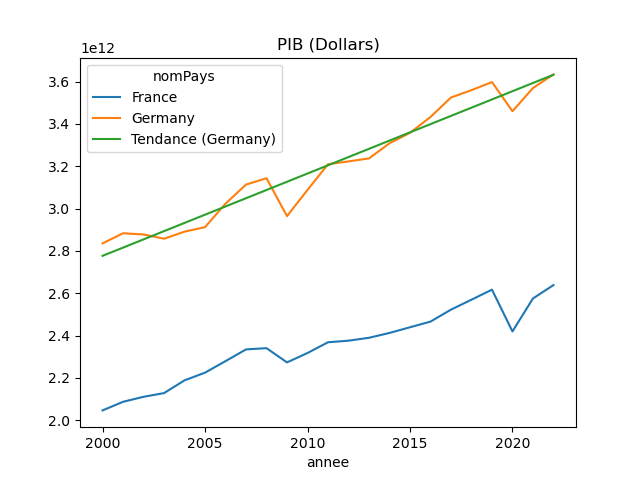 PIB (Dollars)
1e12
nomPays
France
Germany
Tendance (Germany)
3.6
3.4
3.2
3.0
2.8
2.6
2.4
2.2
2.0
2000 2005 2010 2015 2020
annee